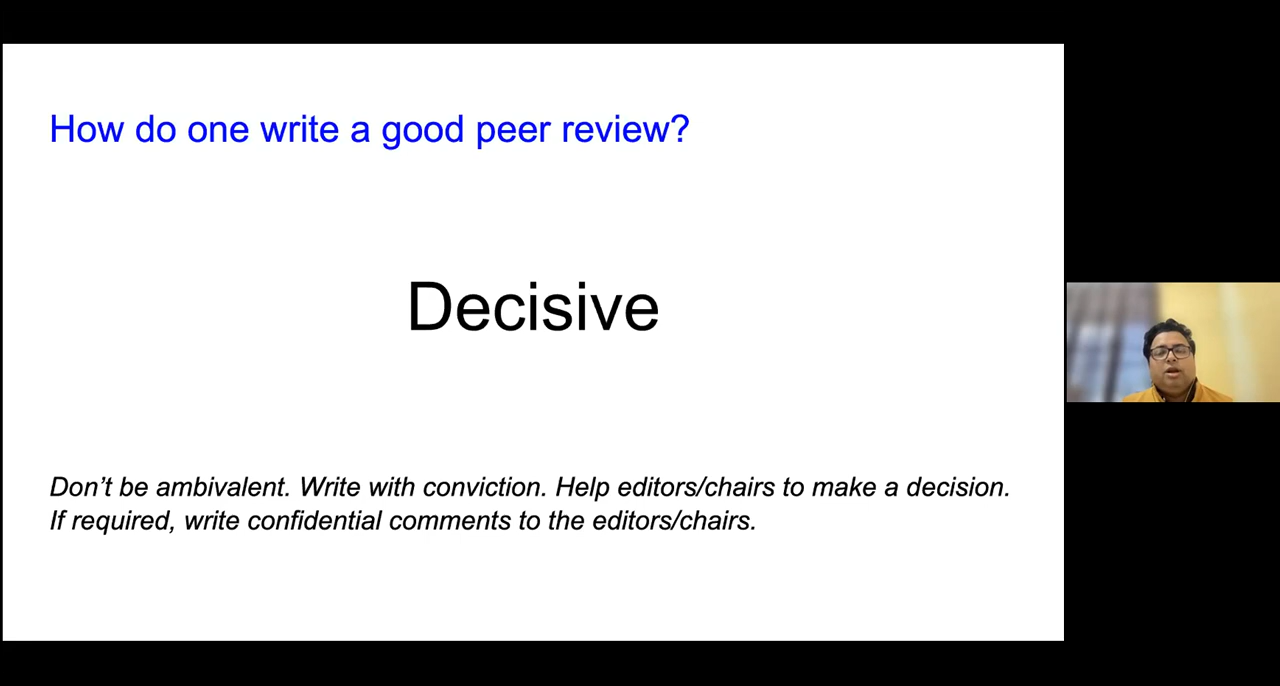 How do one write a good peer review?
Decisive
Don’t be ambivalent. Write with conviction. Help editors/chairs to make a decision.
If required, write confidential comments to the editors/chairs.